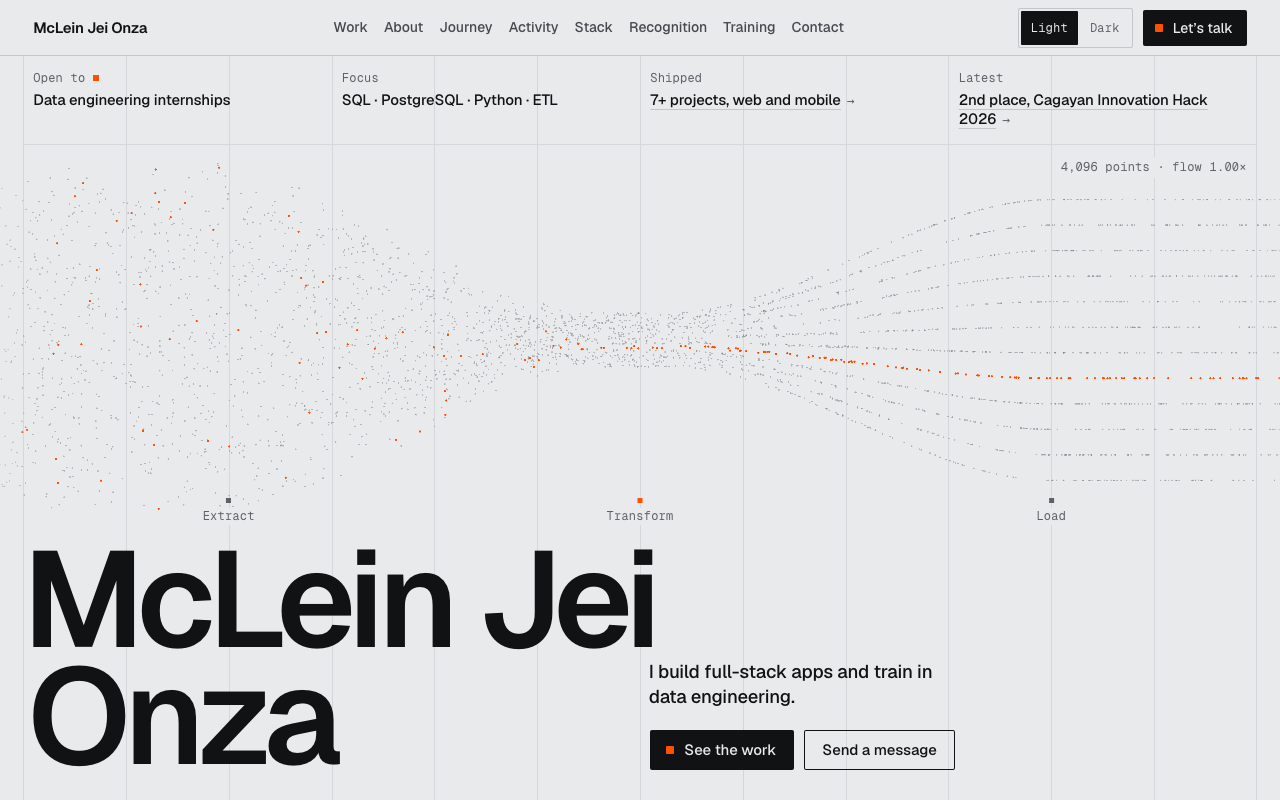 McLein Jei Onza
Work About Journey Activity Stack Recognition Training Contact
Light Dark
Let's talk
Open to
Data engineering internships
Focus
SQL · PostgreSQL · Python · ETL
Shipped
7+ projects, web and mobile →
Latest
2nd place, Cagayan Innovation Hack
2026 →
4,096 points · flow 1.00×
Extract
Transform
Load
McLein Jei
Onza
I build full-stack apps and train in
data engineering.
See the work
Send a message